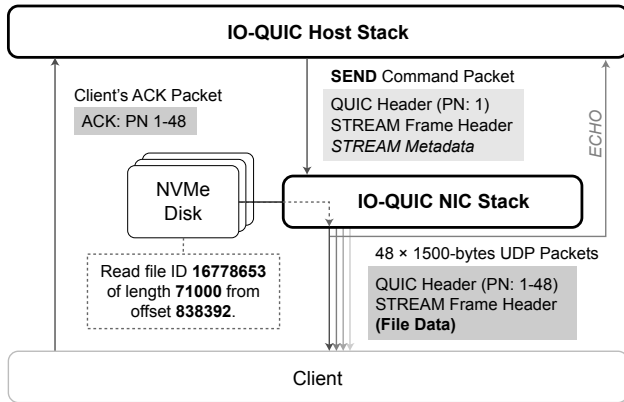 IO-QUIC Host Stack
Client's ACK Packet
ACK: PN 1-48
SEND Command Packet
QUIC Header (PN: 1)
STREAM Frame Header
STREAM Metadata
ECHO
NVMe
Disk
IO-QUIC NIC Stack
Read file ID 16778653
of length 71000 from
offset 838392.
48 × 1500-bytes UDP Packets
QUIC Header (PN: 1-48)
STREAM Frame Header
(File Data)
Client